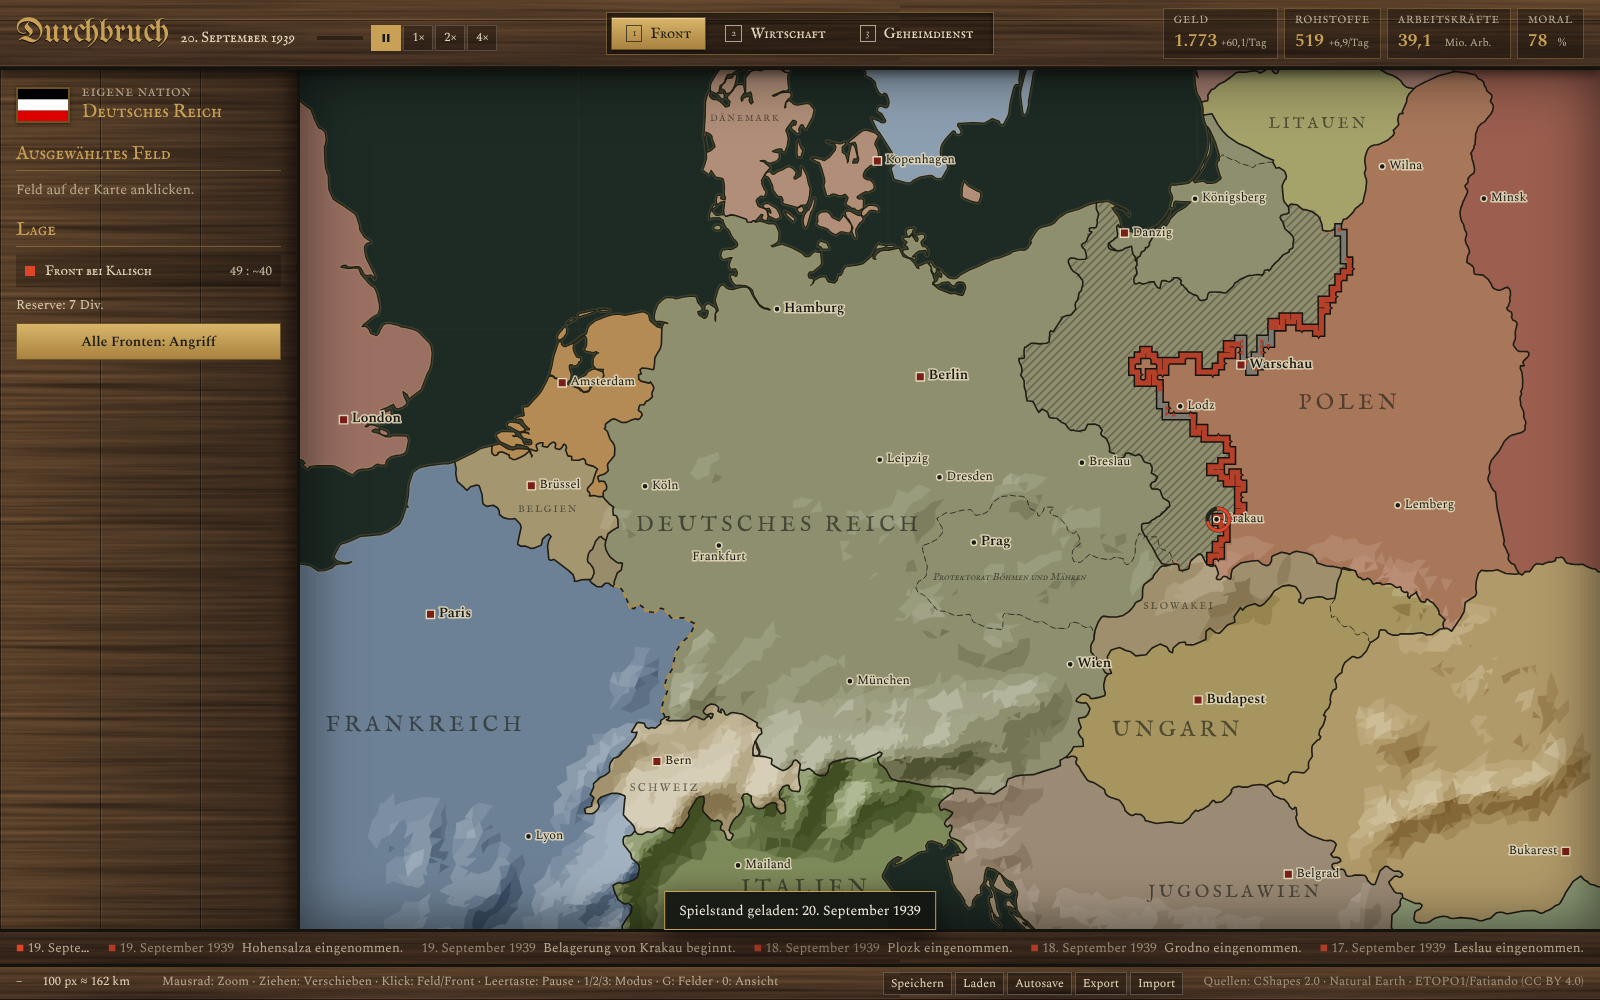 Durchbruch
20. September 1939
1×
2×
4×
1 Front
2 Wirtschaft
3 Geheimdienst
Geld
1.773 +60,1/Tag
Rohstoffe
519 +6,9/Tag
Arbeitskräfte
39,1 Mio. Arb.
Moral
78 %
Eigene Nation
Deutsches Reich
Ausgewähltes Feld
Feld auf der Karte anklicken.
Lage
Front bei Kalisch 49 : ~40
Reserve: 7 Div.
Alle Fronten: Angriff
DÄNEMARK
LITAUEN
Kopenhagen
Wilna
Königsberg
Minsk
Danzig
Hamburg
Warschau
Berlin
Amsterdam
POLEN
Lodz
London
Leipzig
Breslau
Dresden
Brüssel
Köln
BELGIEN
Lemberg
DEUTSCHES REICH
Krakau
Prag
Frankfurt
Protektorat Böhmen und Mähren
SLOWAKEI
Paris
Wien
München
Budapest
FRANKREICH
UNGARN
Bern
SCHWEIZ
Lyon
Mailand
Bukarest
Belgrad
ITALIEN
JUGOSLAWIEN
Spielstand geladen: 20. September 1939
19. Septe... 19. September 1939 Hohensalza eingenommen. 19. September 1939 Belagerung von Krakau beginnt. 18. September 1939 Plozk eingenommen. 18. September 1939 Grodno eingenommen. 17. September 1939 Leslau eingenommen.
– 100 px ≈ 162 km Mausrad: Zoom · Ziehen: Verschieben · Klick: Feld/Front · Leertaste: Pause · 1/2/3: Modus · G: Felder · 0: Ansicht Speichern Laden Autosave Export Import Quellen: CShapes 2.0 · Natural Earth · ETOPO1/Fatiando (CC BY 4.0)